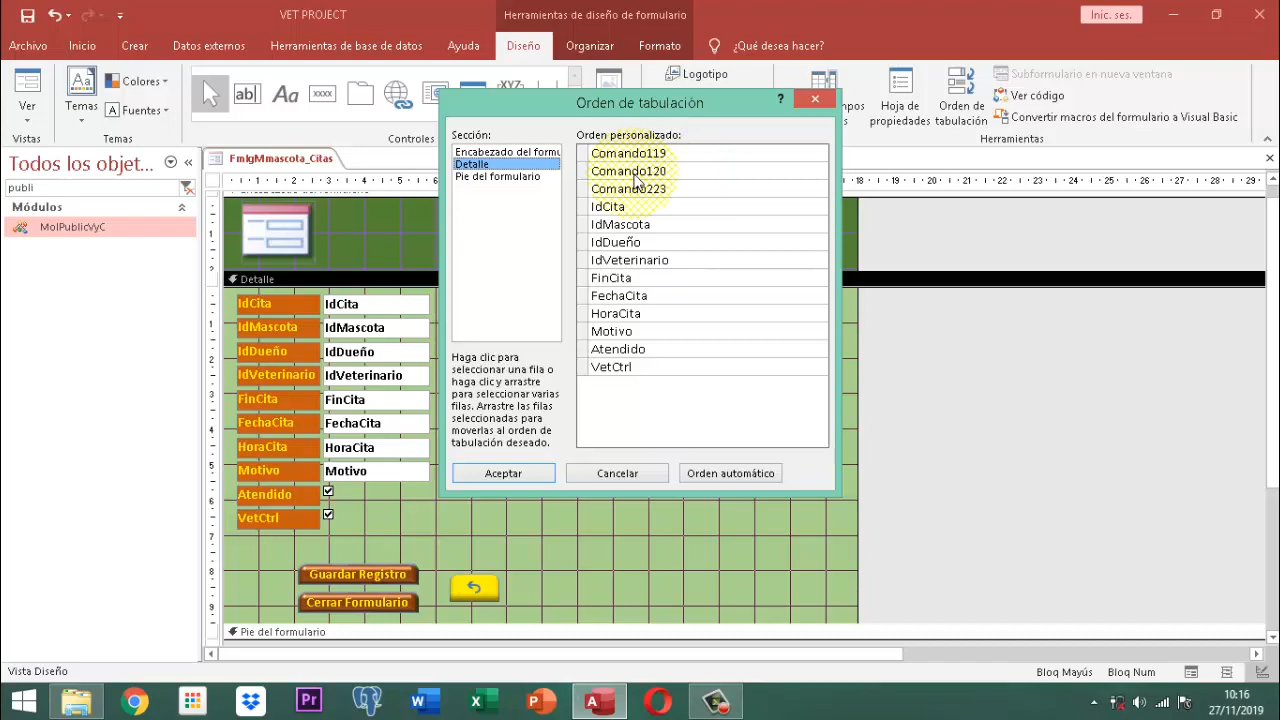 VET PROJECT
Herramientas de diseño de formulario
Inic. ses.
Archivo
Inicio
Crear
Datos externos
Herramientas de base de datos
Ayuda
Diseño
Organizar
Formato
¿Qué desea hacer?
Ver
Temas
Colores
Fuentes
Temas
ab|
Aa
xxxx
XYZ
Controles
Logotipo
Hoja de propiedades
Orden de tabulación
Subformulario en nueva ventana
Ver código
Convertir macros del formulario a Visual Basic
Herramientas
Todos los objet...
publi
Módulos
MolPublicVyC
FmlgMmascota_Citas
Detalle
IdCita IdCita
IdMascota IdMascota
IdDueño IdDueño
IdVeterinario IdVeterinario
FinCita FinCita
FechaCita FechaCita
HoraCita HoraCita
Motivo Motivo
Atendido
VetCtrl
Guardar Registro
Cerrar Formulario
Pie del formulario
Orden de tabulación
?
Sección:
Encabezado del formu
Detalle
Pie del formulario
Haga clic para
seleccionar una fila o
haga clic y arrastre
para seleccionar varias
filas. Arrastre las filas
seleccionadas para
moverlas al orden de
tabulación deseado.
Orden personalizado:
Comando119
Comando120
Comando223
IdCita
IdMascota
IdDueño
IdVeterinario
FinCita
FechaCita
HoraCita
Motivo
Atendido
VetCtrl
Aceptar
Cancelar
Orden automático
Vista Diseño
Bloq Mayús
Bloq Num
10:16
27/11/2019